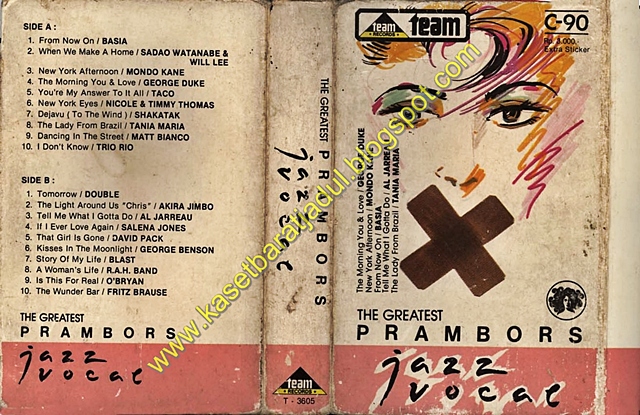 SIDE A :
1. From Now On / BASIA
2. When We Make A Home / SADAO WATANABE &
WILL LEE
3. New York Afternoon / MONDO KANE
4. The Morning You & Love / GEORGE DUKE
5. You're My Answer To It All / TACO
6. New York Eyes / NICOLE & TIMMY THOMAS
7. Dejavu ( To The Wind ) / SHAKATAK
8. The Lady From Brazil / TANIA MARIA
9. Dancing In The Street / MATT BIANCO
10. I Don't Know / TRIO RIO
SIDE B :
1. Tomorrow / DOUBLE
2. The Light Around Us "Chris" / AKIRA JIMBO
3. Tell Me What I Gotta Do / AL JARREAU
4. If I Ever Love Again / SALENA JONES
5. That Girl Is Gone / DAVID PACK
6. Kisses In The Moonlight / GEORGE BENSON
7. Story Of My Life / BLAST
8. A Woman's Life / R.A.H. BAND
9. Is This For Real / O'BRYAN
10. The Wunder Bar / FRITZ BRAUSE
THE GREATEST
PRAMBORS
jazz
vocal
THE GREATEST
PRAMBORS
jazz vocal
team
RECORDS
T - 3605
team
RECORDS
team
C-90
Rp. 3.000,-
Extra Sticker
The Morning You & Love / GEORGE DUKE
New York Afternoon / MONDO KANE
From Now On / BASIA
Tell Me What I Gotta Do / AL JARREAU
The Lady From Brazil / TANIA MARIA
THE GREATEST
PRAMBORS
jazz
vocal
www.kasetbaratjadul.blogspot.com